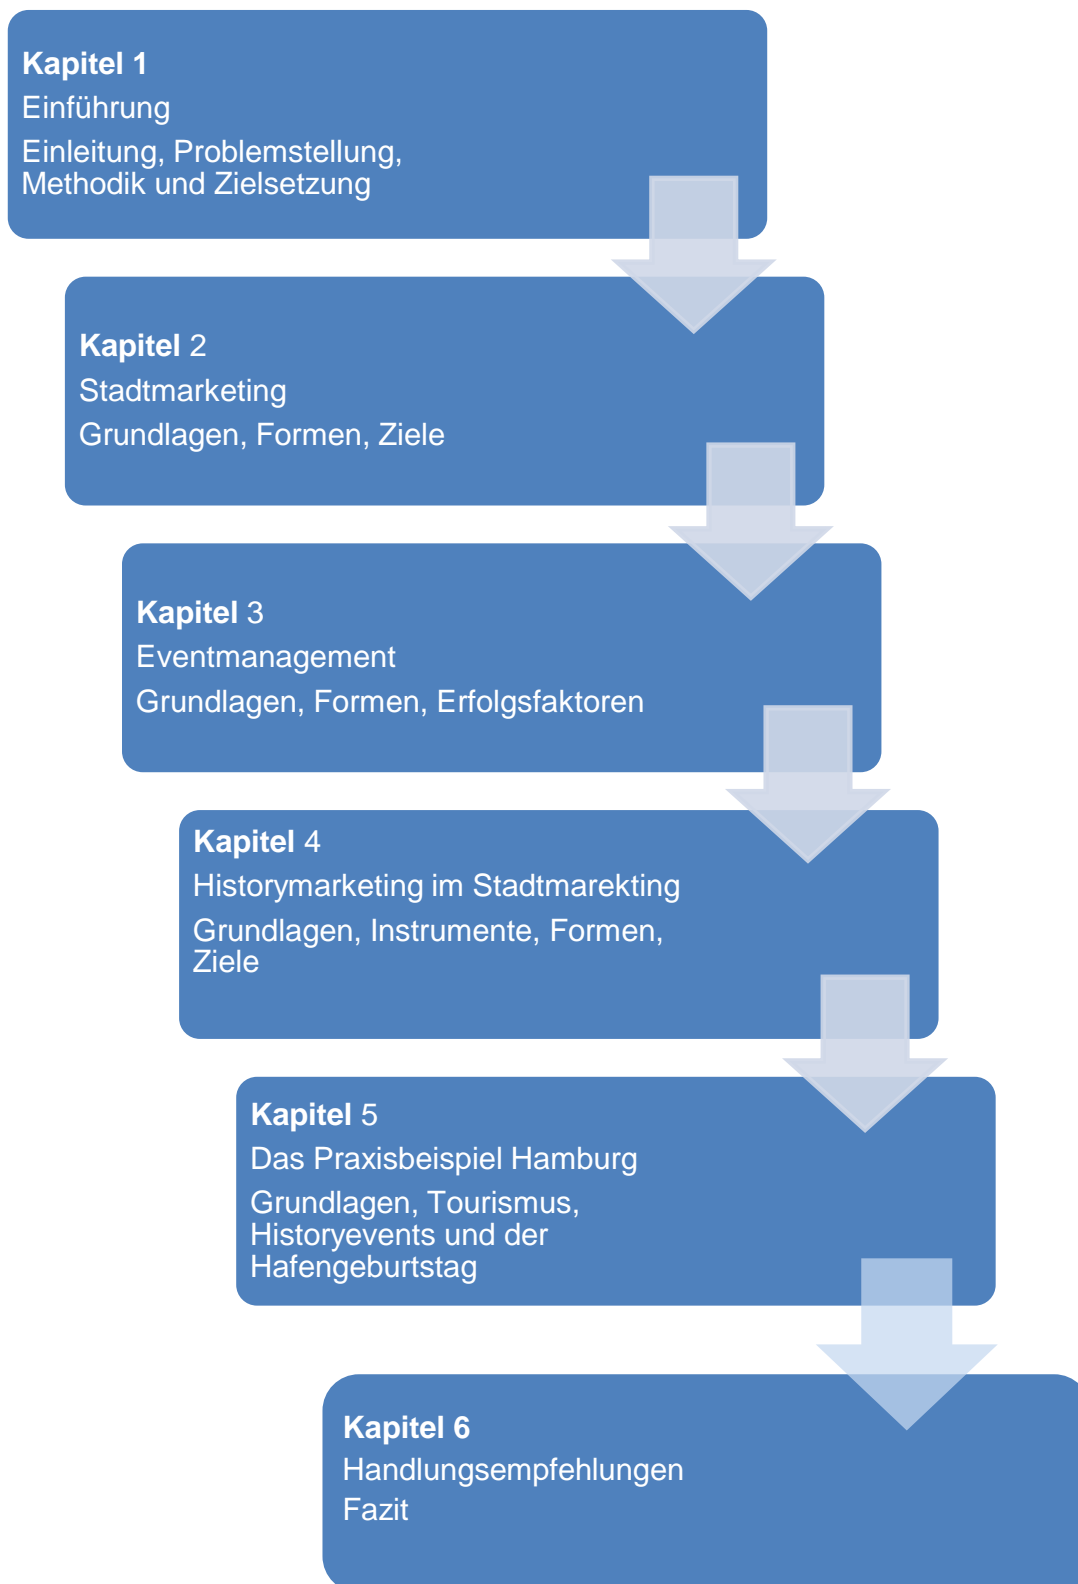 Kapitel 1
Einführung
Einleitung, Problemstellung,
Methodik und Zielsetzung
Kapitel 2
Stadtmarketing
Grundlagen, Formen, Ziele
Kapitel 3
Eventmanagement
Grundlagen, Formen, Erfolgsfaktoren
Kapitel 4
Historymarketing im Stadtmarekting
Grundlagen, Instrumente, Formen,
Ziele
Kapitel 5
Das Praxisbeispiel Hamburg
Grundlagen, Tourismus,
Historyevents und der
Hafengeburtstag
Kapitel 6
Handlungsempfehlungen
Fazit